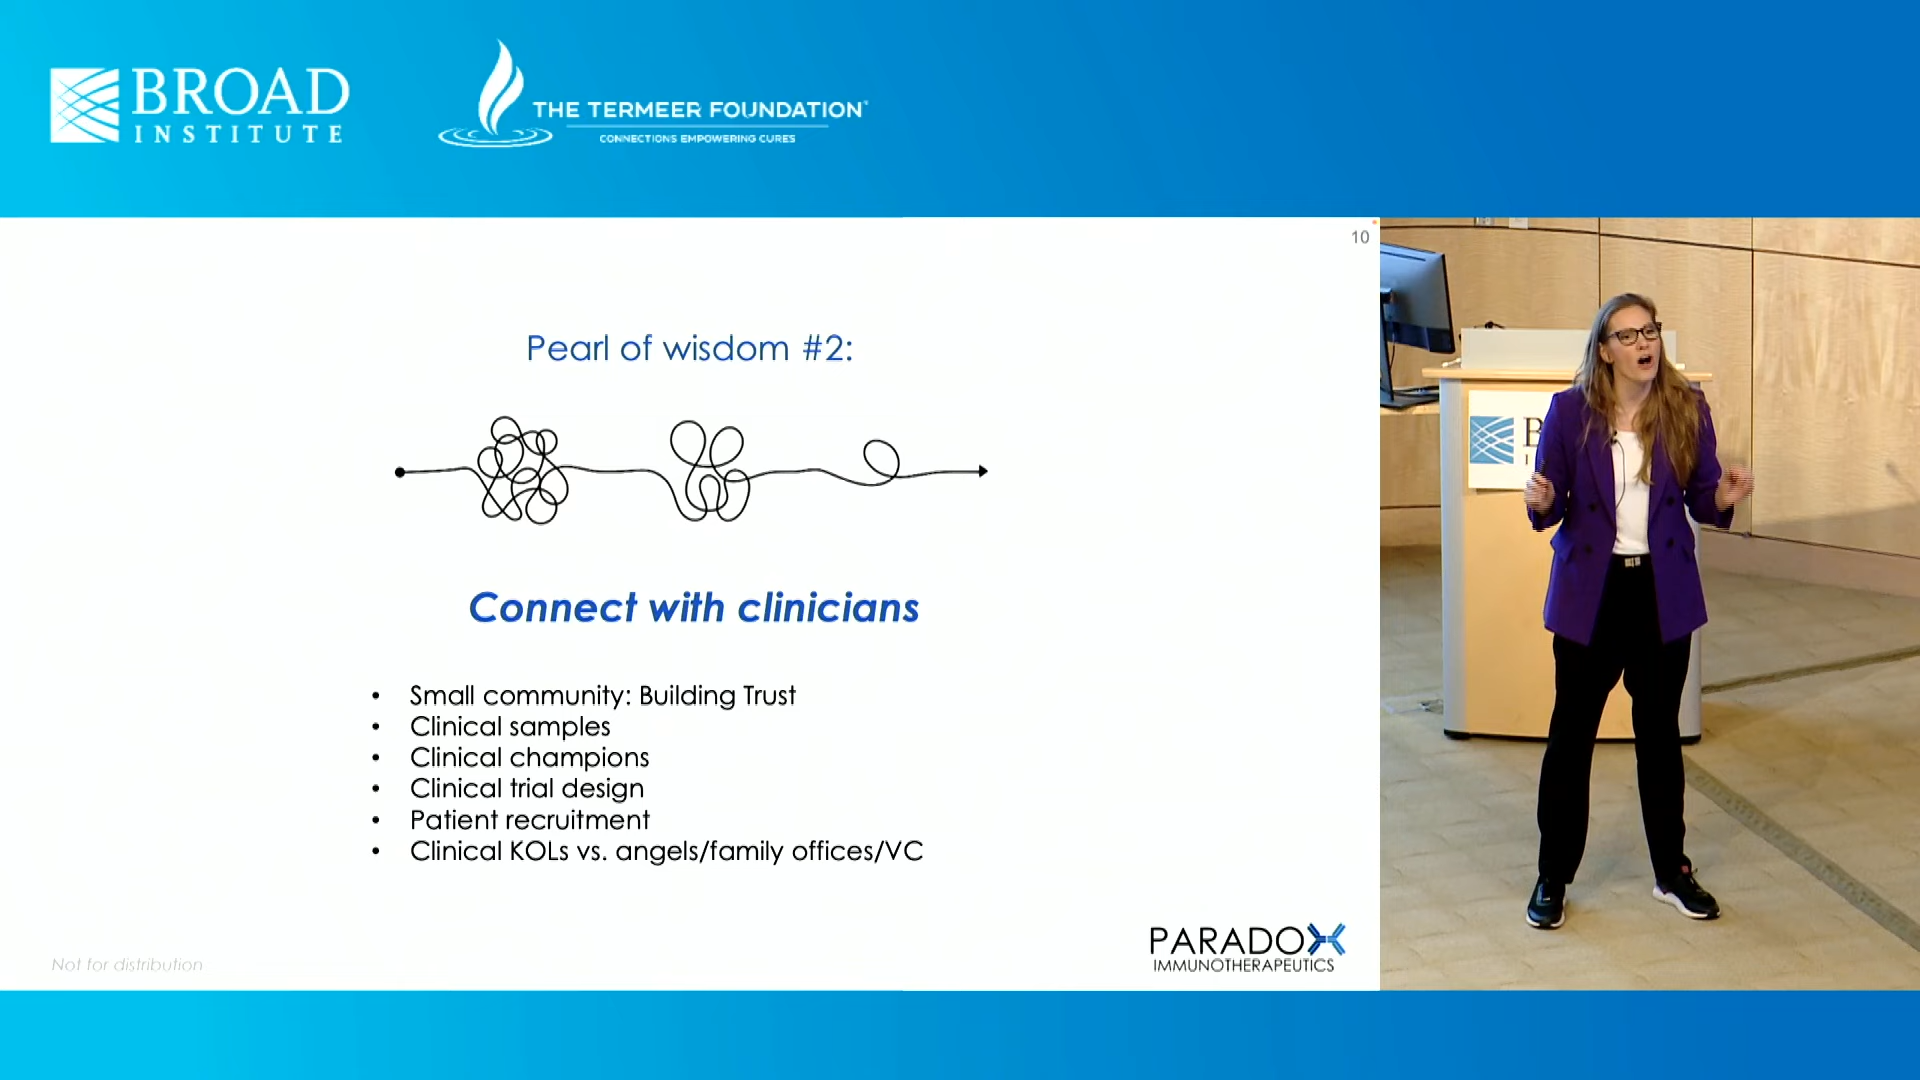 BROAD
INSTITUTE
THE TERMEER FOUNDATION
CONNECTIONS EMPOWERING CURES
10
Pearl of wisdom #2:
Connect with clinicians
• Small community: Building Trust
• Clinical samples
• Clinical champions
• Clinical trial design
• Patient recruitment
• Clinical KOLs vs. angels/family offices/VC
Not for distribution
PARADOX
IMMUNOTHERAPEUTICS
B